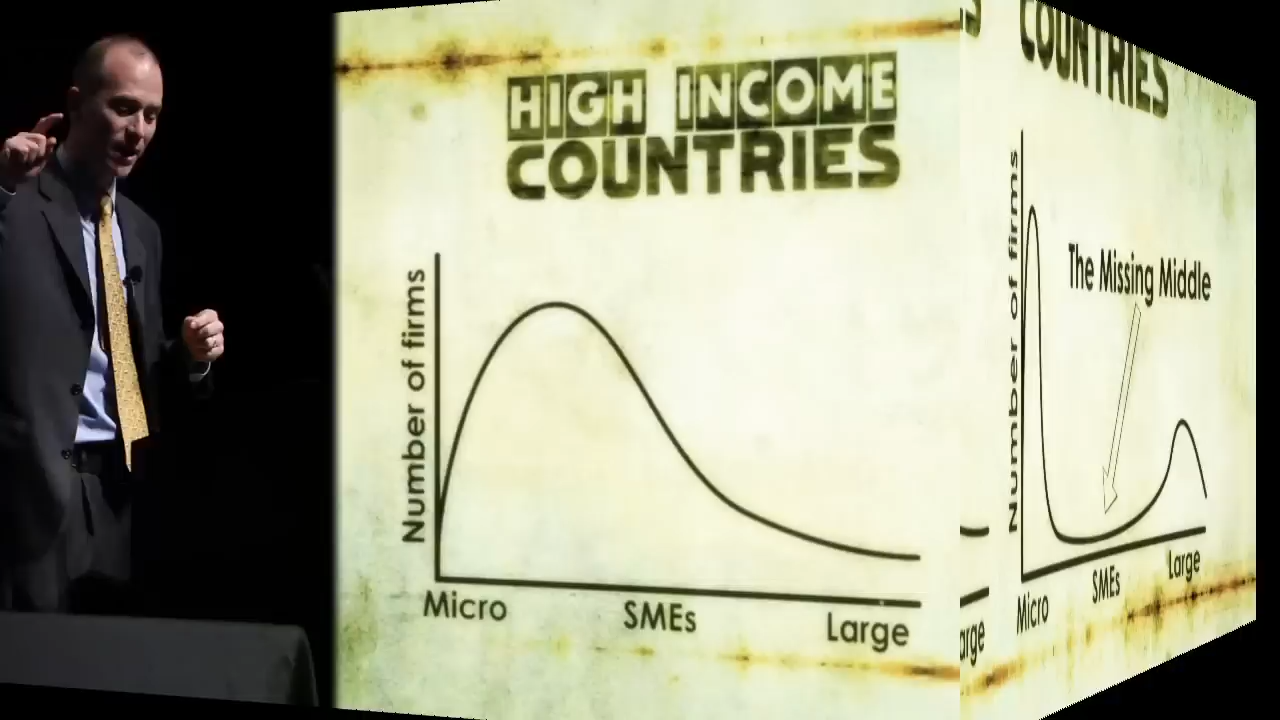 HIGH INCOME
COUNTRIES
Number of firms
Micro
SMEs
Large
COUNTRIES
Number of firms
The Missing Middle
Micro
SMEs
Large